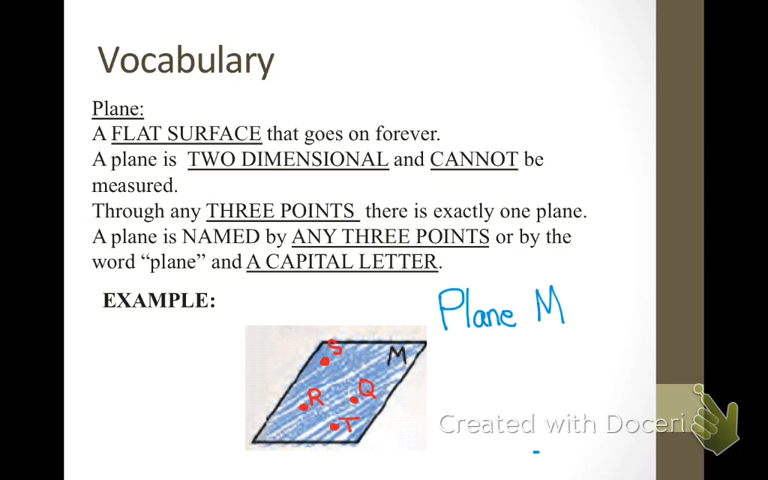 Vocabulary
Plane:
A FLAT SURFACE that goes on forever.
A plane is TWO DIMENSIONAL and CANNOT be
measured.
Through any THREE POINTS there is exactly one plane.
A plane is NAMED by ANY THREE POINTS or by the
word “plane” and A CAPITAL LETTER.
EXAMPLE:
Plane M
S
M
R
Q
T
Created with Doceri